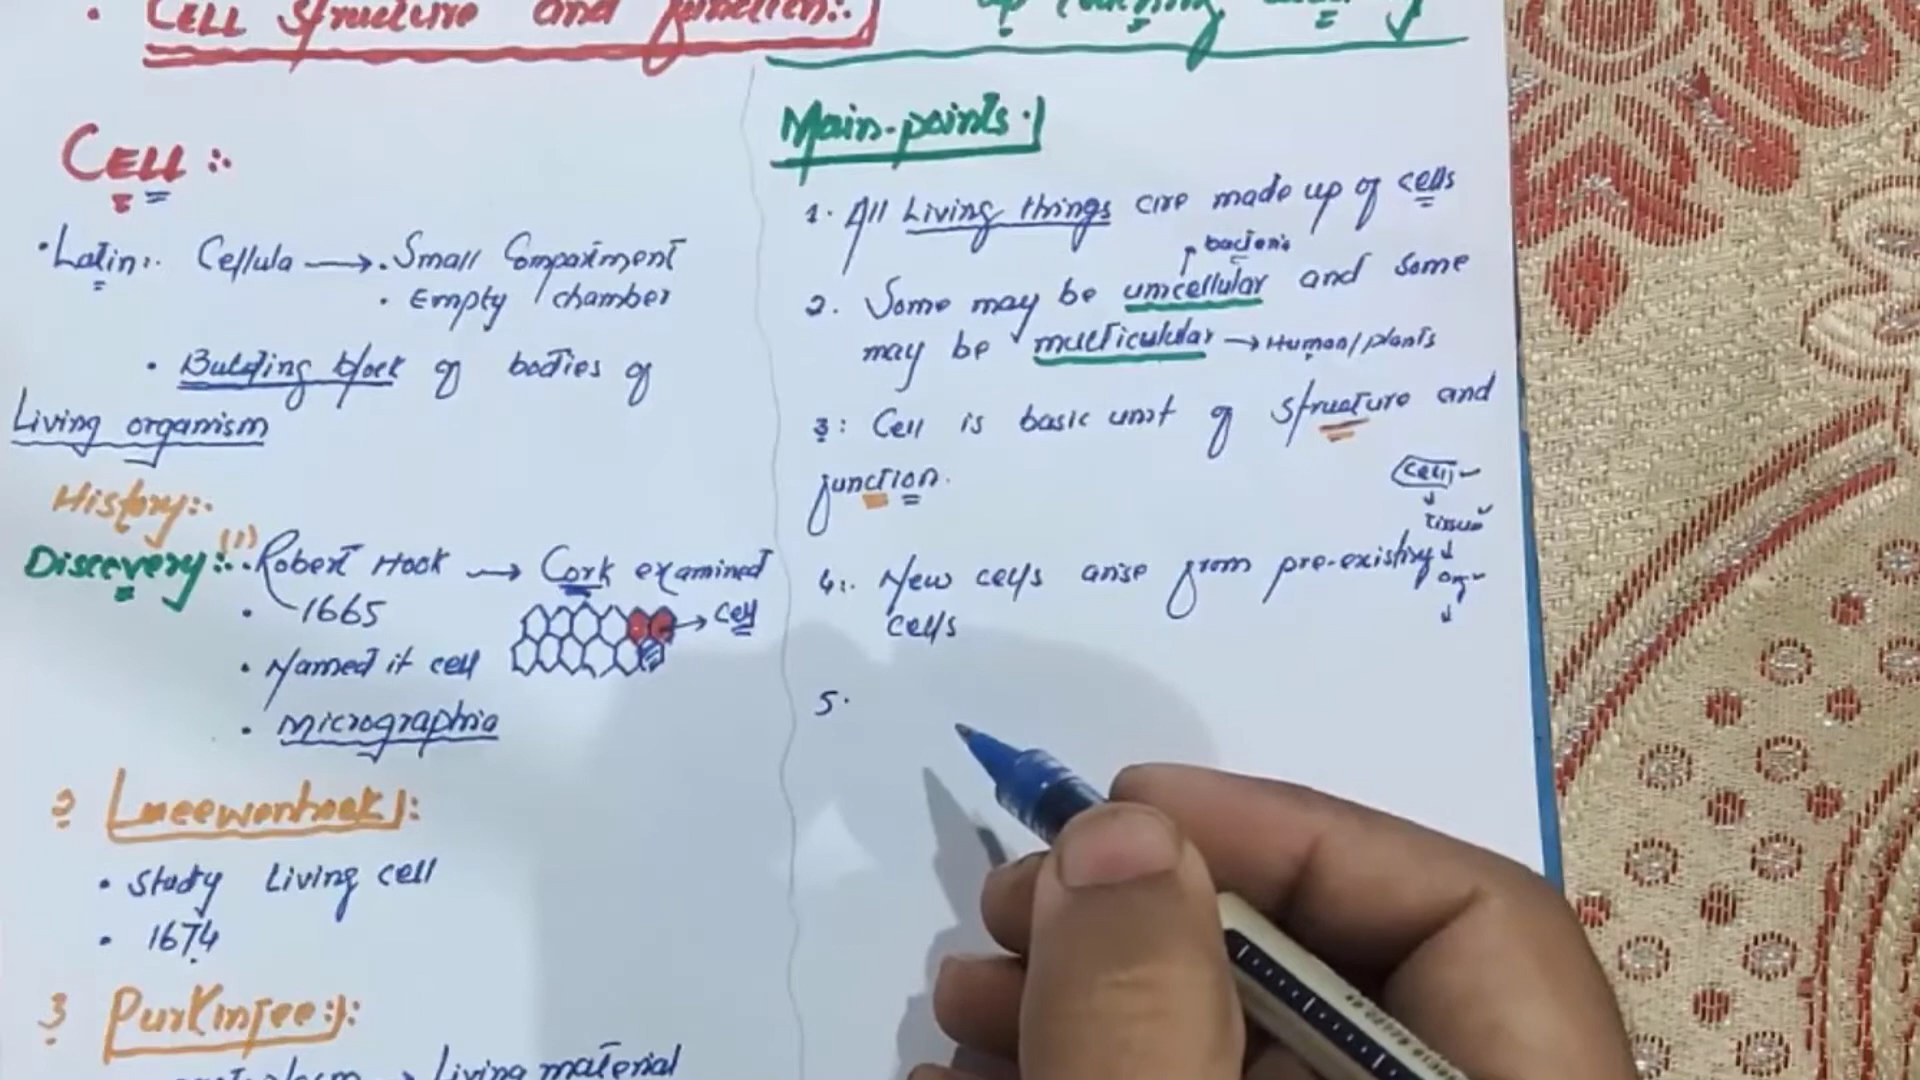 • CELL structure and function:.
CELL :.
• Latin:. Cellula → • Small Compartment
• Empty chamber
• Building block of bodies of
Living organism
History:.
Discovery:. (1) • Robert Hook → Cork examined
• 1665
cell
• Named it cell
• micrographia
2 Leeewenhoek):
• study Living cell
• 1674
3 Purkinjee:):
→ Living material
Main-points.
1. All Living things are made up of cells
bacteria
2. Some may be unicellular and some
may be multiculular → Human/plants
3: Cell is basic unit of structure and
function.
cell
↓
tissue
↓
org
↓
4:. New cells arise from pre-existing
cells
5.